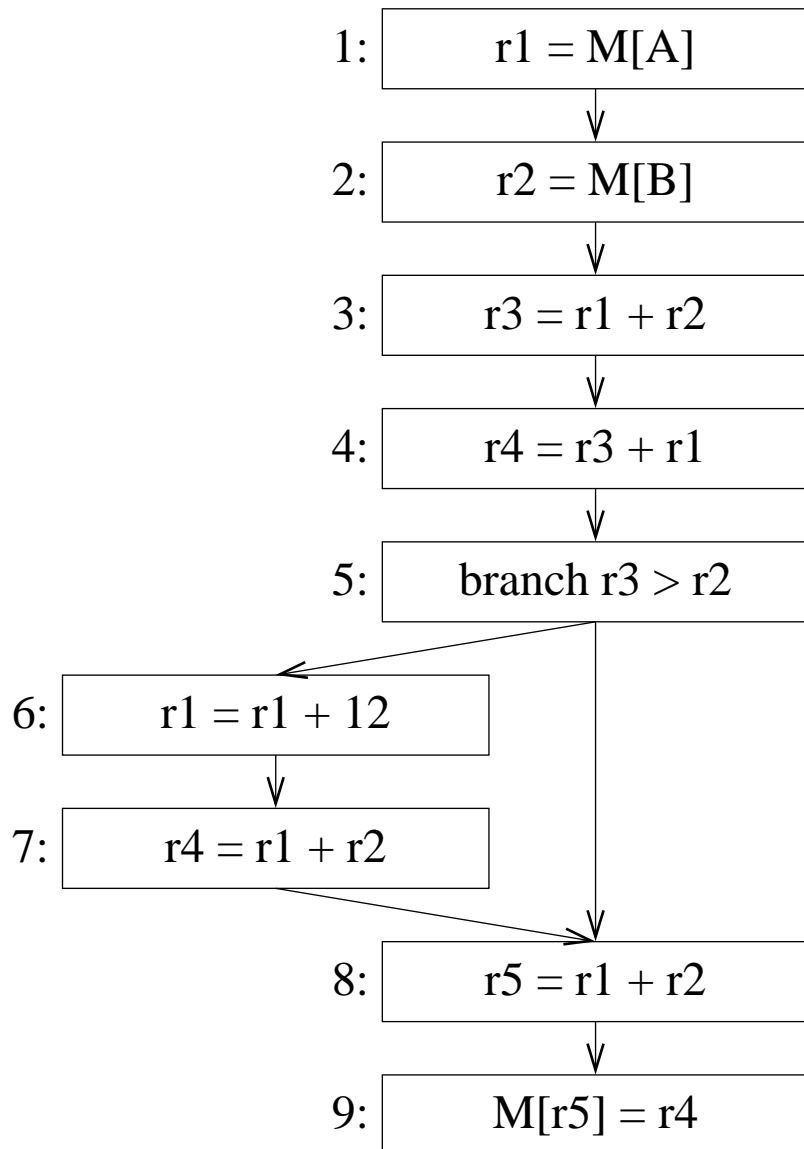 1: r1 = M[A]
2: r2 = M[B]
3: r3 = r1 + r2
4: r4 = r3 + r1
5: branch r3 > r2
6: r1 = r1 + 12
7: r4 = r1 + r2
8: r5 = r1 + r2
9: M[r5] = r4